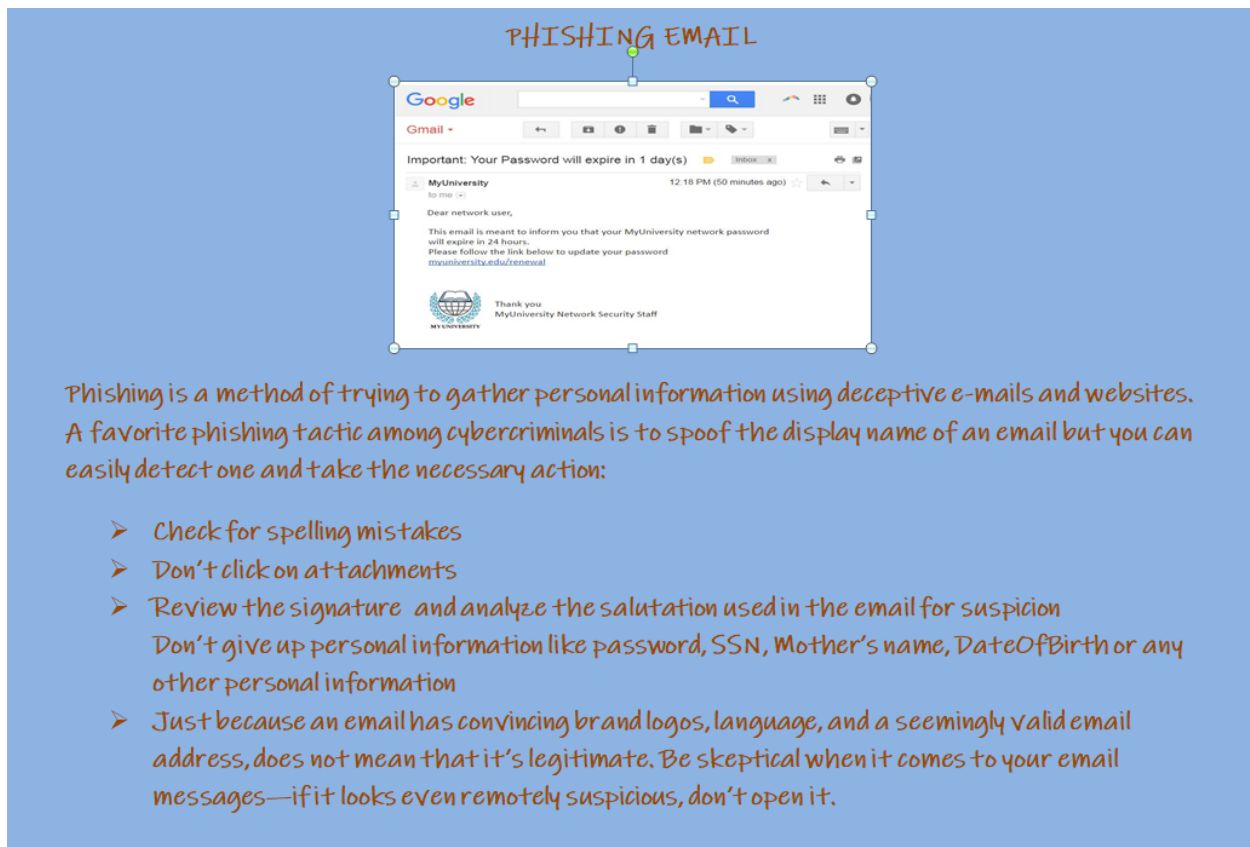 PHISHING EMAIL
Google
Gmail
Important: Your Password will expire in 1 day(s) Inbox x
MyUniversity 12:18 PM (50 minutes ago)
to me
Dear network user,
This email is meant to inform you that your MyUniversity network password
will expire in 24 hours.
Please follow the link below to update your password
myuniversity.edu/renewal
Thank you
MyUniversity Network Security Staff
MY UNIVERSITY
Phishing is a method of trying to gather personal information using deceptive e-mails and websites.
A favorite phishing tactic among cybercriminals is to spoof the display name of an email but you can
easily detect one and take the necessary action:
➢ Check for spelling mistakes
➢ Don't click on attachments
➢ Review the signature and analyze the salutation used in the email for suspicion
Don't give up personal information like password, SSN, Mother's name, DateOfBirth or any
other personal information
➢ Just because an email has convincing brand logos, language, and a seemingly valid email
address, does not mean that it's legitimate. Be skeptical when it comes to your email
messages—if it looks even remotely suspicious, don't open it.